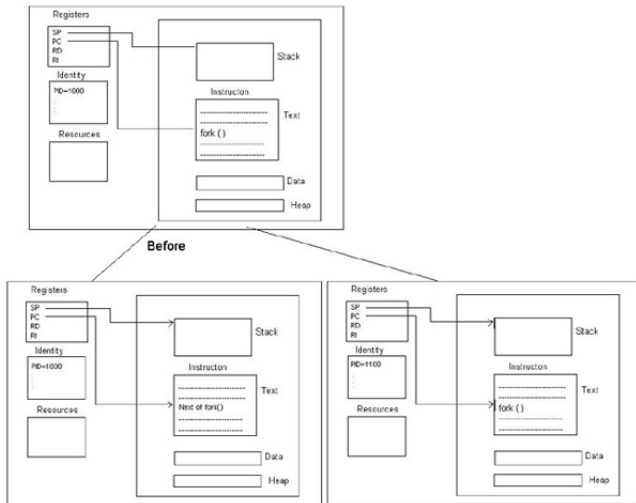 Registers
SP
PC
RD
RI
Stack
Identity
PID=1000
Instructon
Text
fork ( )
Resources
Data
Heap
Before
Registers
SP
PC
RD
RI
Stack
Identity
PID=1000
Instructon
Text
Next of fork()
Resources
Data
Heap
Registers
SP
PC
RD
RI
Stack
Identity
PID=1100
Instructon
Text
fork ( )
Resources
Data
Heap